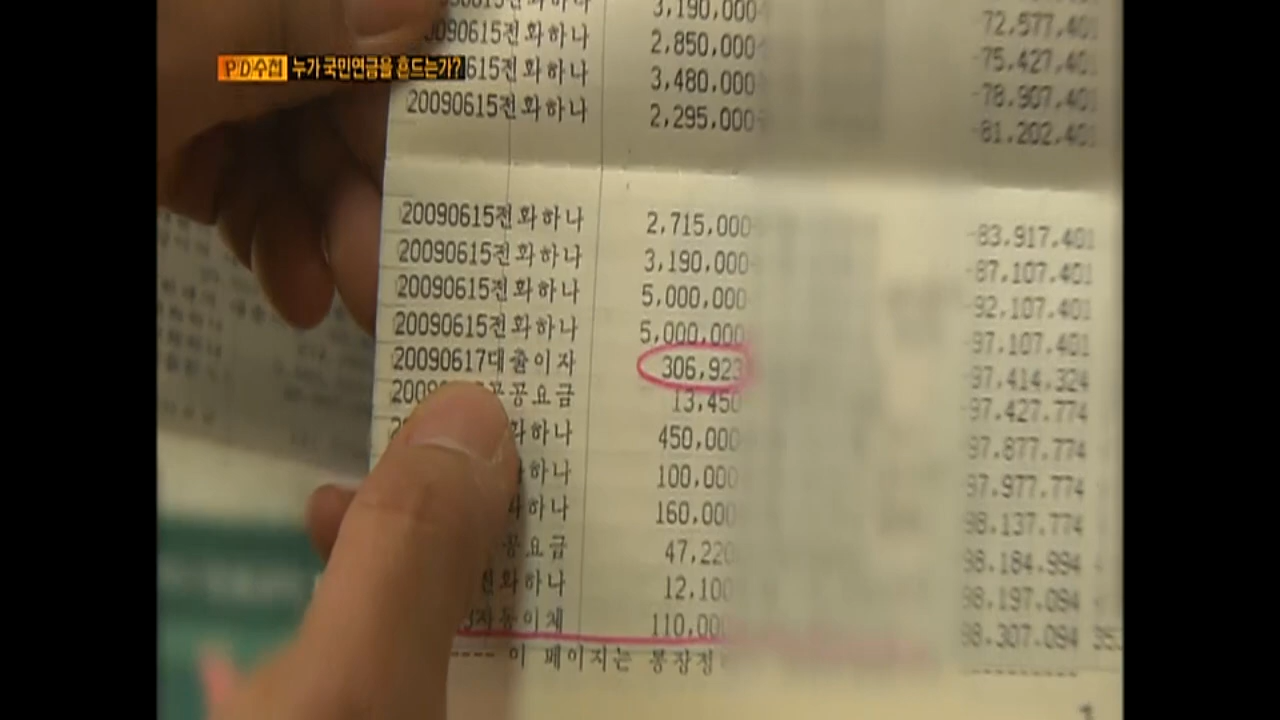 PD수첩 누가 국민연금을 흔드는가?
3,190,000 -72,577,401
20090615전화하나 2,850,000 -75,427,401
615전화하나 3,480,000 -78,907,401
20090615전화하나 2,295,000 -81,202,401
20090615전화하나 2,715,000 -83,917,401
20090615전화하나 3,190,000 -87,107,401
20090615전화하나 5,000,000 -92,107,401
20090615전화하나 5,000,000 -97,107,401
20090617대출이자 306,923 -97,414,324
공공요금 13,450 -97,427,774
화하나 450,000 97,877,774
하나 100,000 97,977,774
하나 160,000 98,137,774
공요금 47,220 98,184,994
전화하나 12,100 98,197,094
자동이체 110,000 98,307,094
---- 이 페이지는 통장정